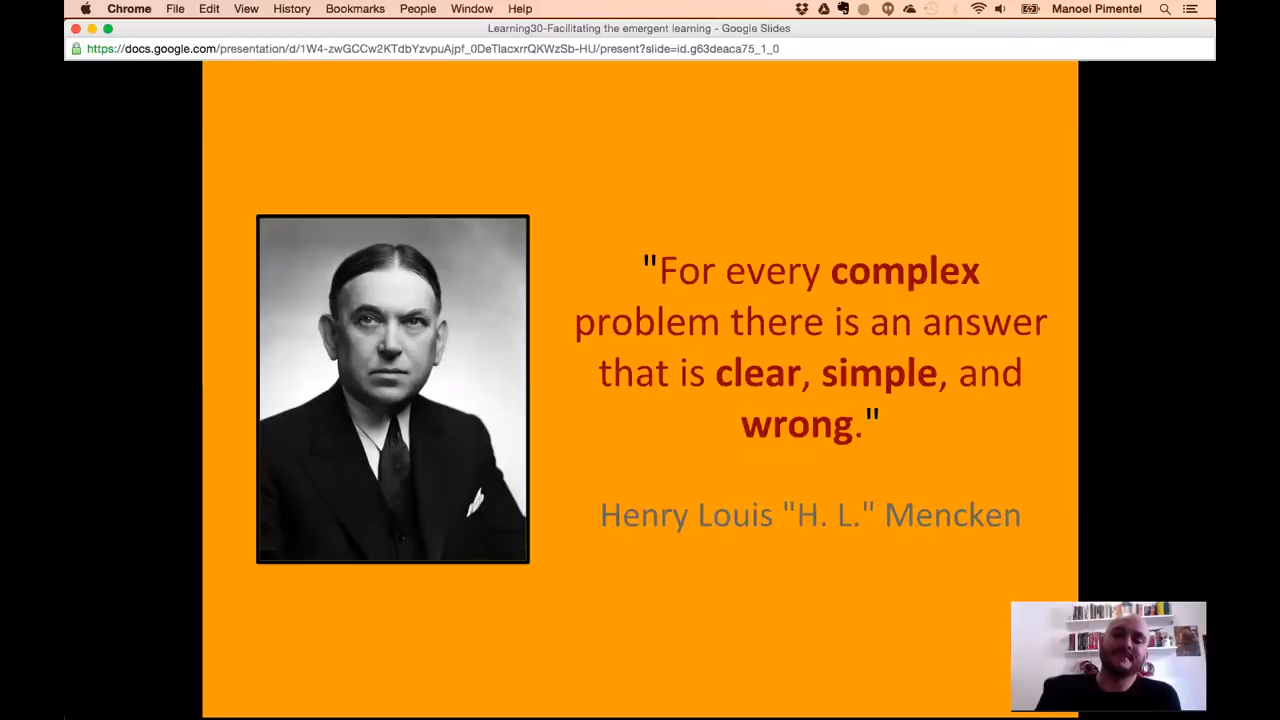 Chrome File Edit View History Bookmarks People Window Help Manoel Pimentel
Learning30-Facilitating the emergent learning - Google Slides
https://docs.google.com/presentation/d/1W4-zwGCCw2KTdbYzvpuAjpf_0DeTlacxrrQKWzSb-HU/present?slide=id.g63deaca75_1_0
"For every complex
problem there is an answer
that is clear, simple, and
wrong."
Henry Louis "H. L." Mencken